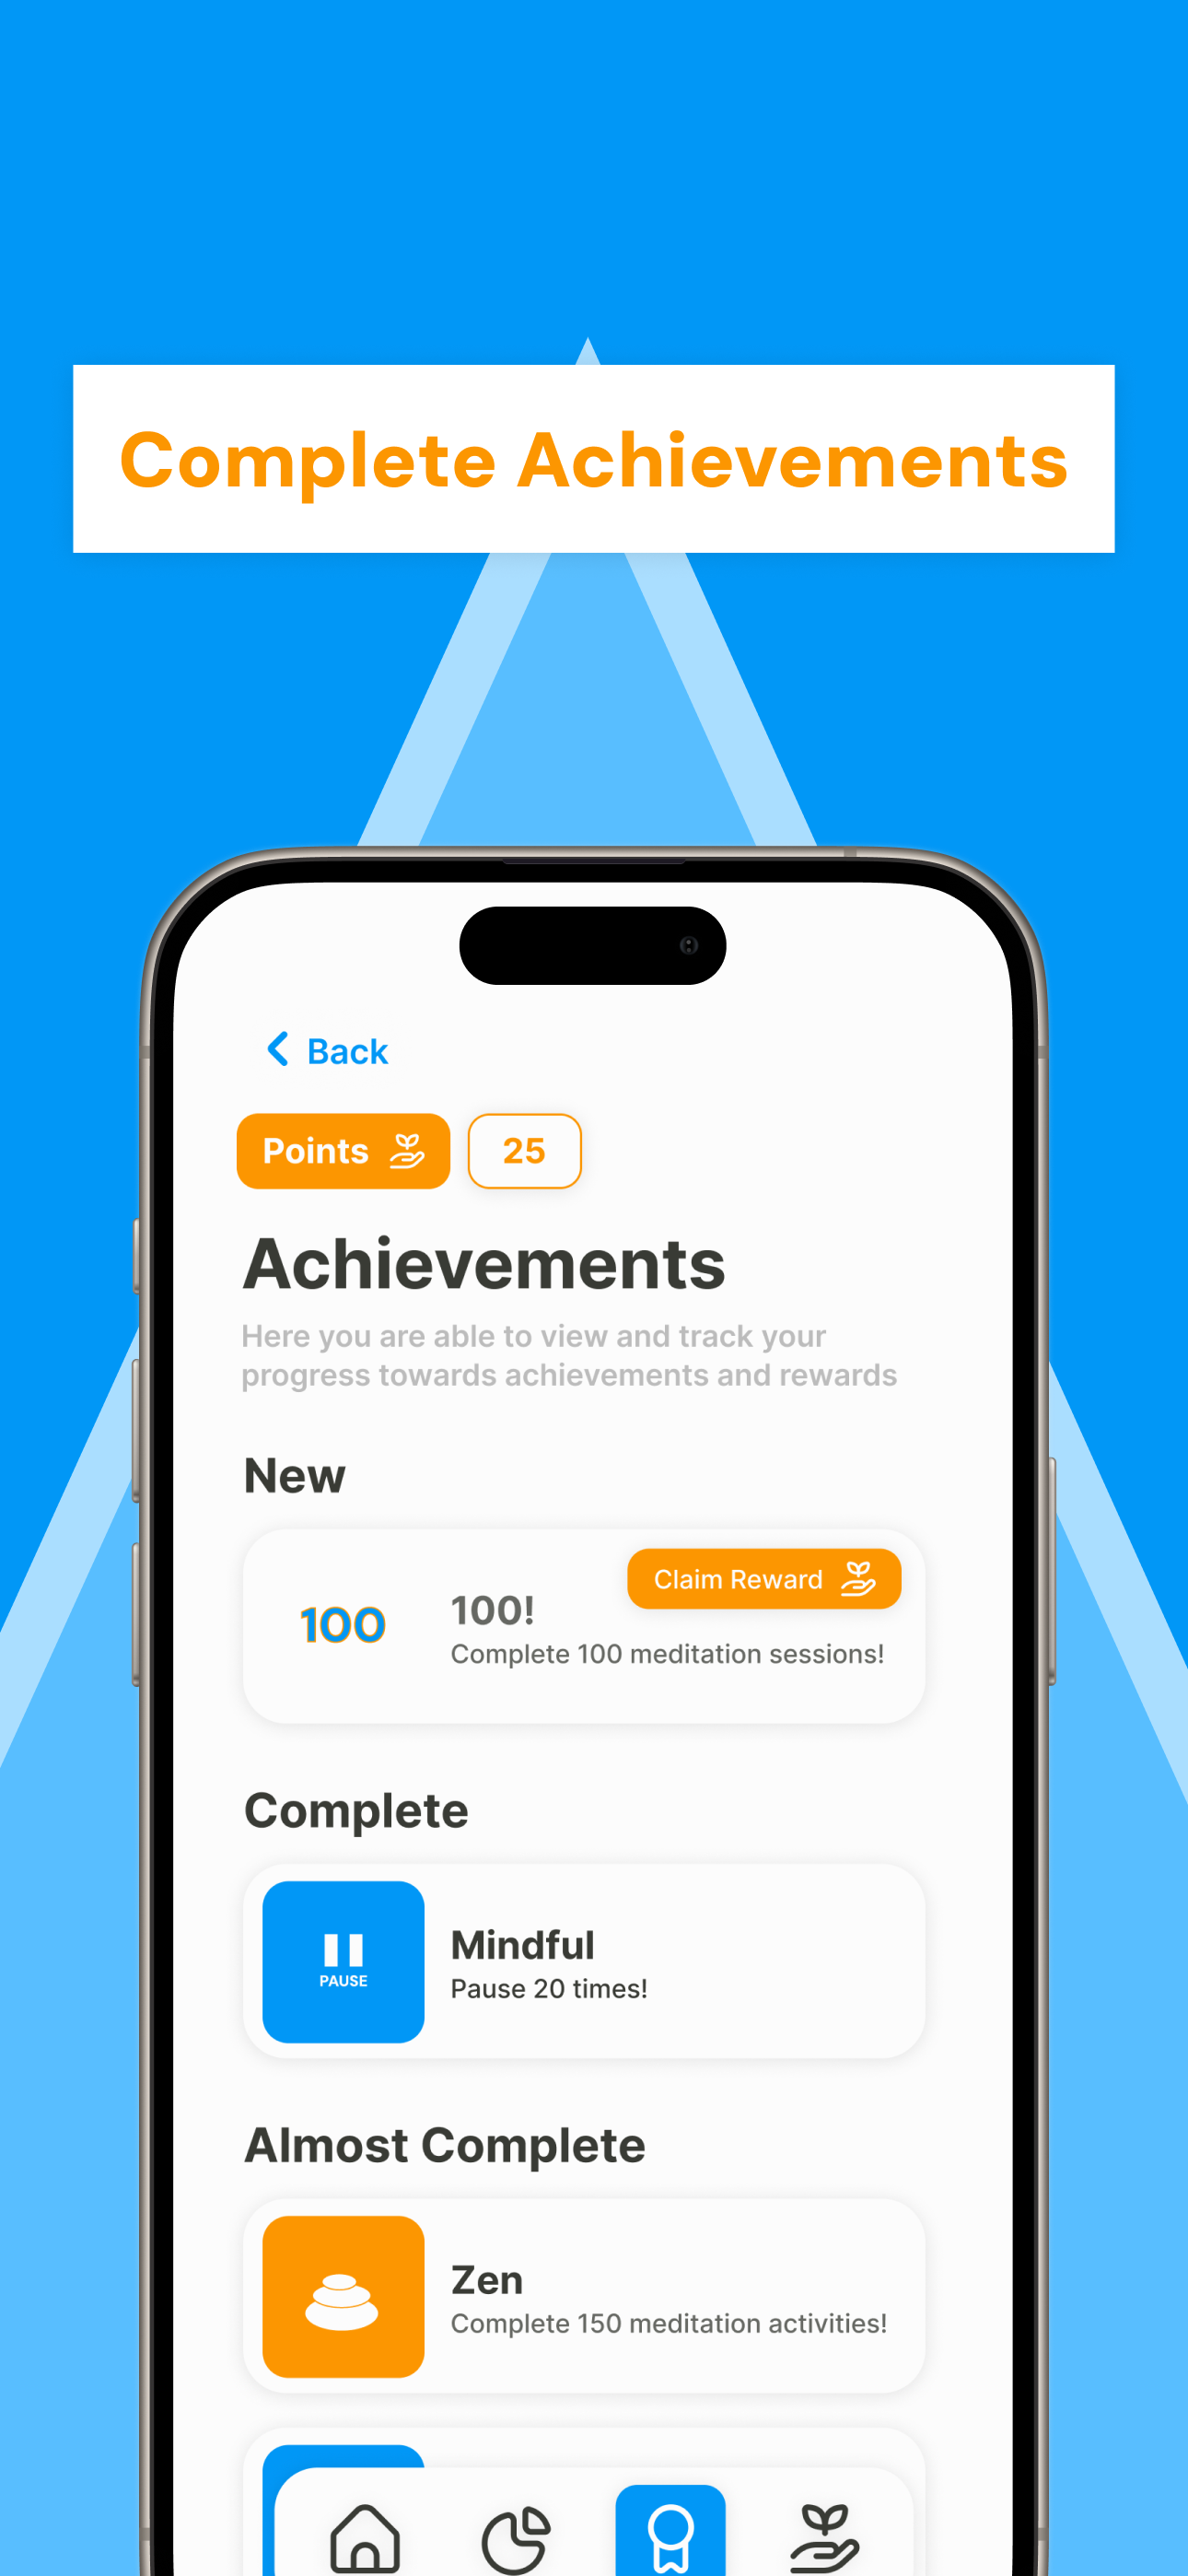 Complete Achievements
Back
Points
25
Achievements
Here you are able to view and track your
progress towards achievements and rewards
New
Claim Reward
100
100!
Complete 100 meditation sessions!
Complete
PAUSE
Mindful
Pause 20 times!
Almost Complete
Zen
Complete 150 meditation activities!